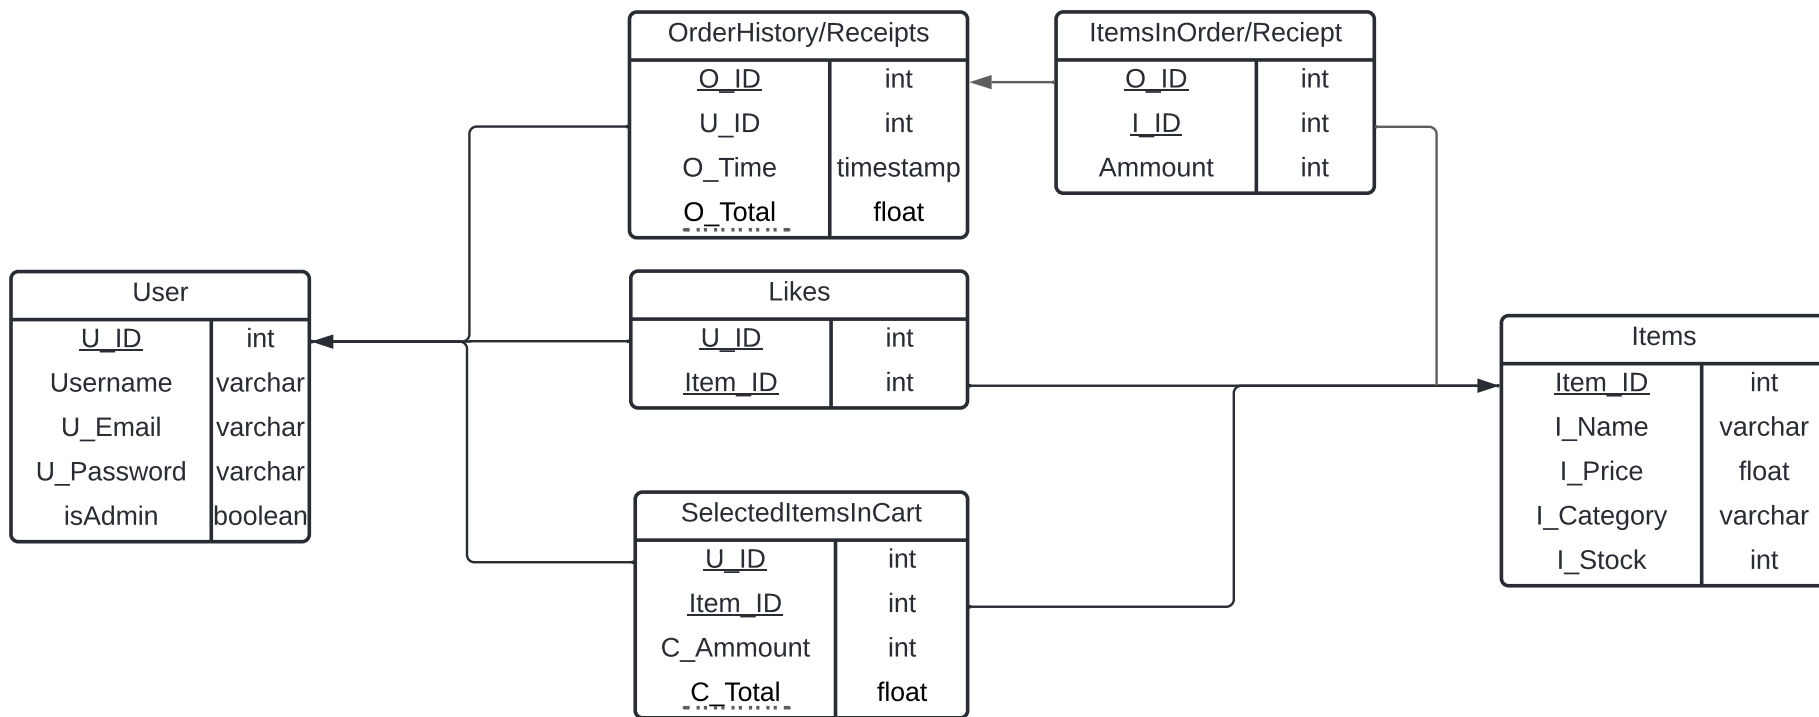 OrderHistory/Receipts
O_ID int
U_ID int
O_Time timestamp
O_Total float
ItemsInOrder/Reciept
O_ID int
I_ID int
Ammount int
User
U_ID int
Username varchar
U_Email varchar
U_Password varchar
isAdmin boolean
Likes
U_ID int
Item_ID int
SelectedItemsInCart
U_ID int
Item_ID int
C_Ammount int
C_Total float
Items
Item_ID int
I_Name varchar
I_Price float
I_Category varchar
I_Stock int